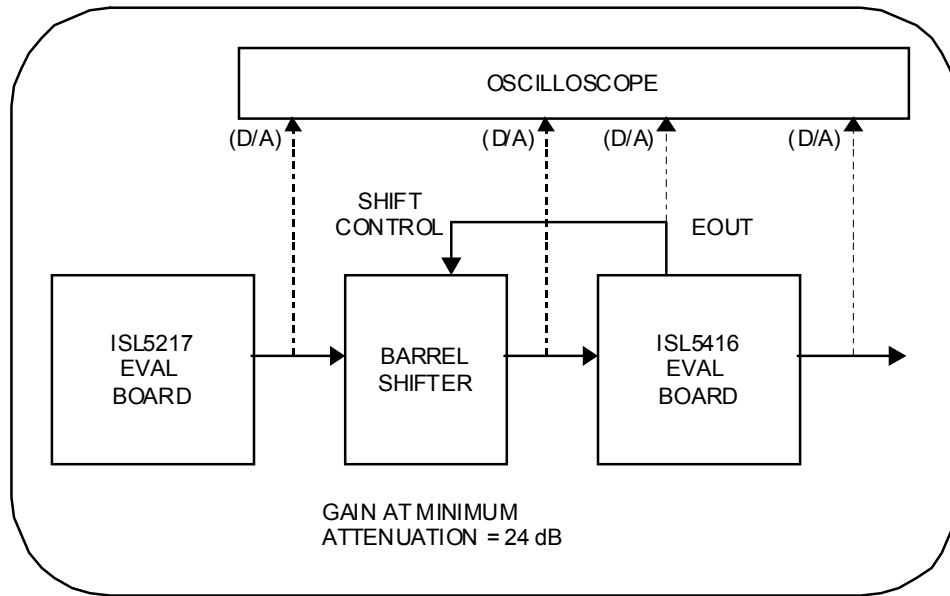 OSCILLOSCOPE
(D/A) (D/A) (D/A) (D/A)
SHIFT
CONTROL
EOUT
ISL5217
EVAL
BOARD
BARREL
SHIFTER
ISL5416
EVAL
BOARD
GAIN AT MINIMUM
ATTENUATION = 24 dB